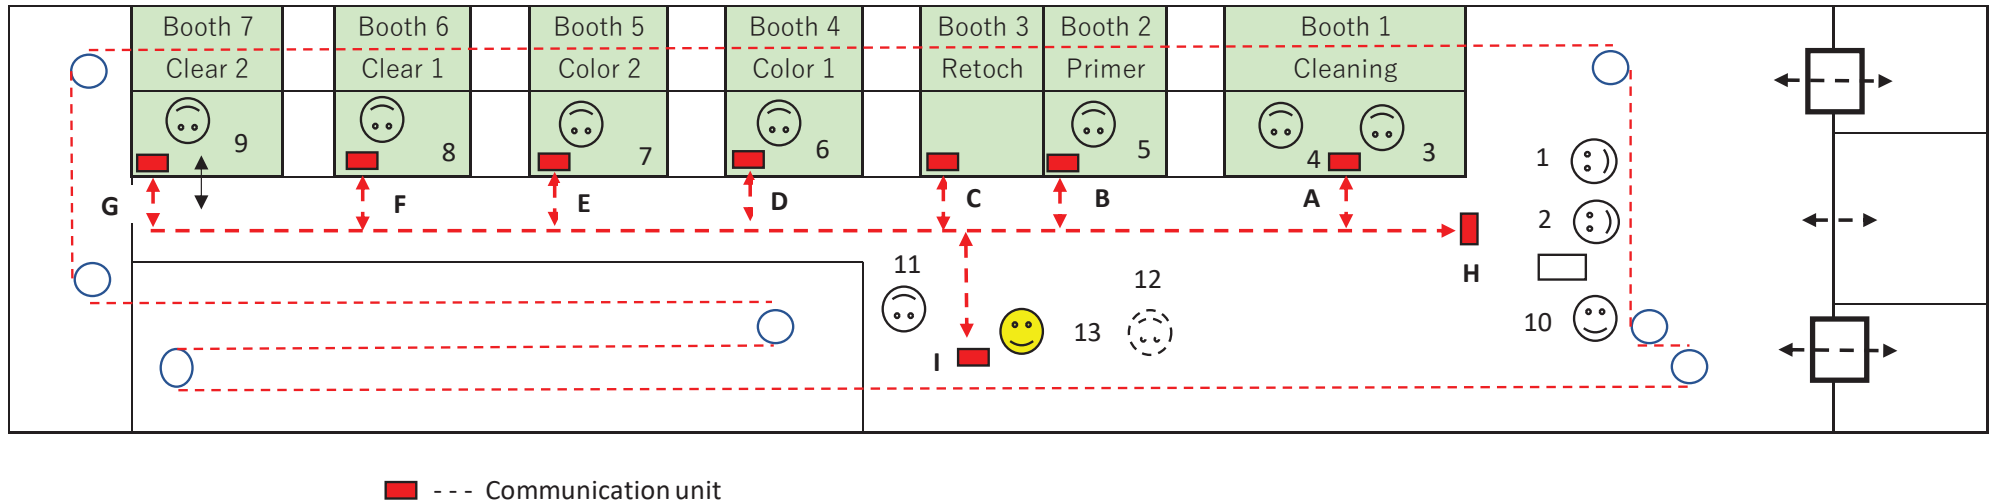 Booth 7
Booth 6
Booth 5
Booth 4
Booth 3
Booth 2
Booth 1
Clear 2
Clear 1
Color 2
Color 1
Retoch
Primer
Cleaning
9
8
7
6
5
4
3
1
G
F
E
D
C
B
A
2
H
11
12
10
13
I
--- Communication unit